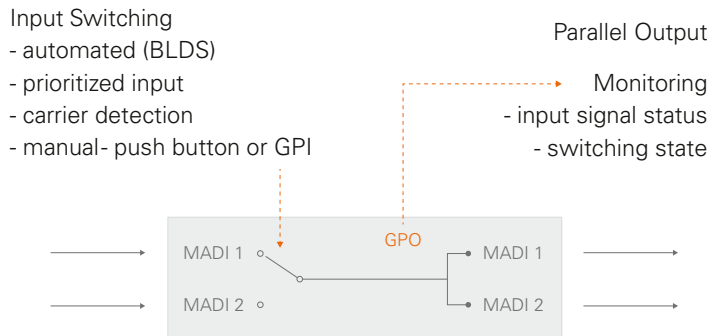 Input Switching
- automated (BLDS)
- prioritized input
- carrier detection
- manual- push button or GPI
Parallel Output
Monitoring
- input signal status
- switching state
GPO
MADI 1
MADI 1
MADI 2
MADI 2